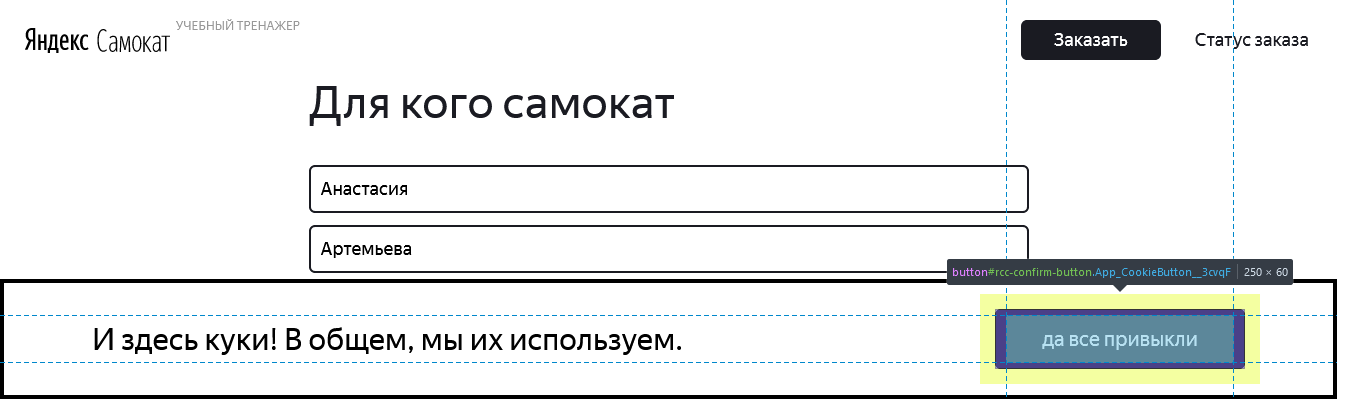 Яндекс Самокат УЧЕБНЫЙ ТРЕНАЖЕР
Заказать
Статус заказа
Для кого самокат
Анастасия
Артемьева
button#rcc-confirm-button.App_CookieButton__3cvqF 250 × 60
И здесь куки! В общем, мы их используем.
да все привыкли